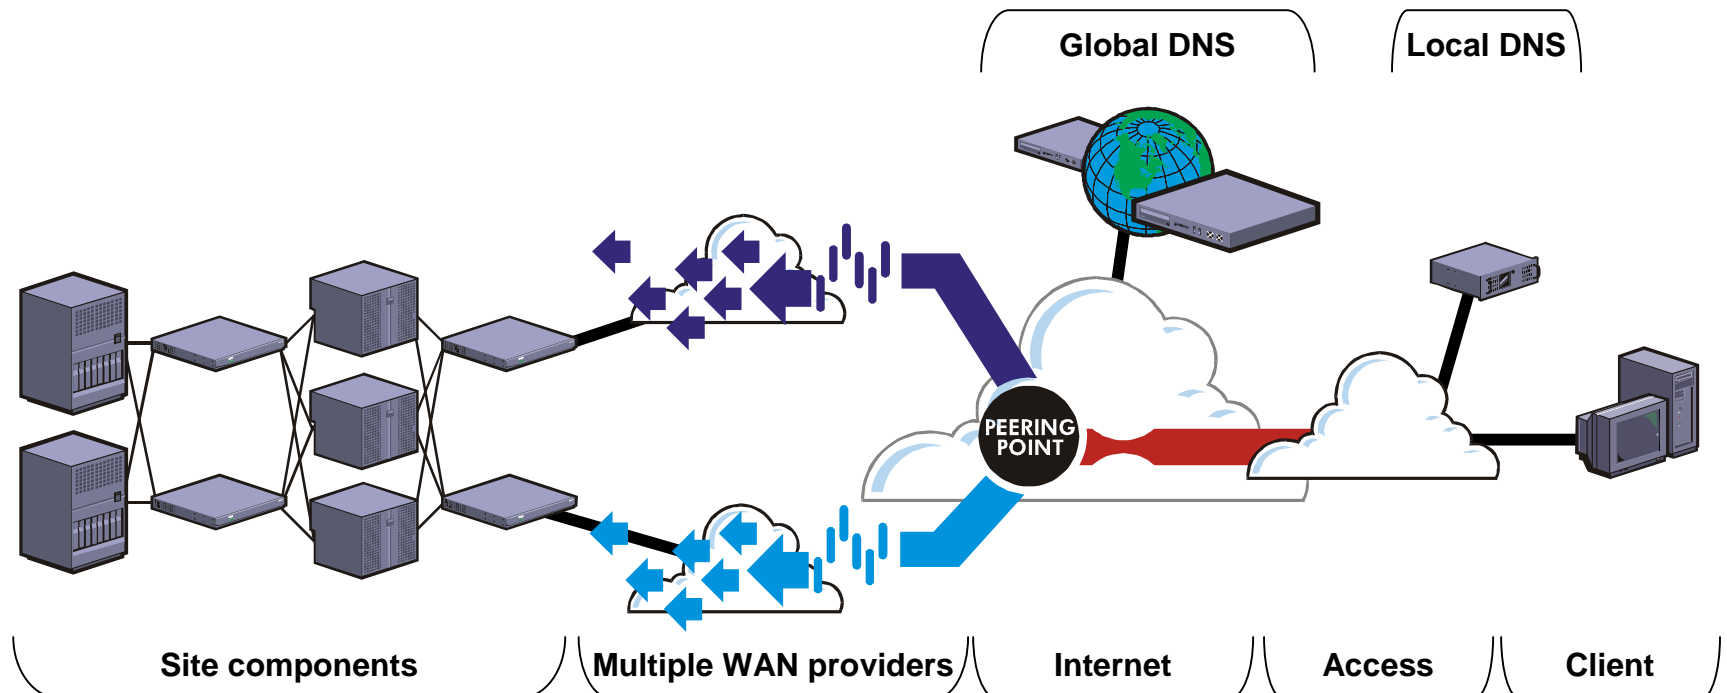 Global DNS
Local DNS
PEERING
POINT
Site components
Multiple WAN providers
Internet
Access
Client